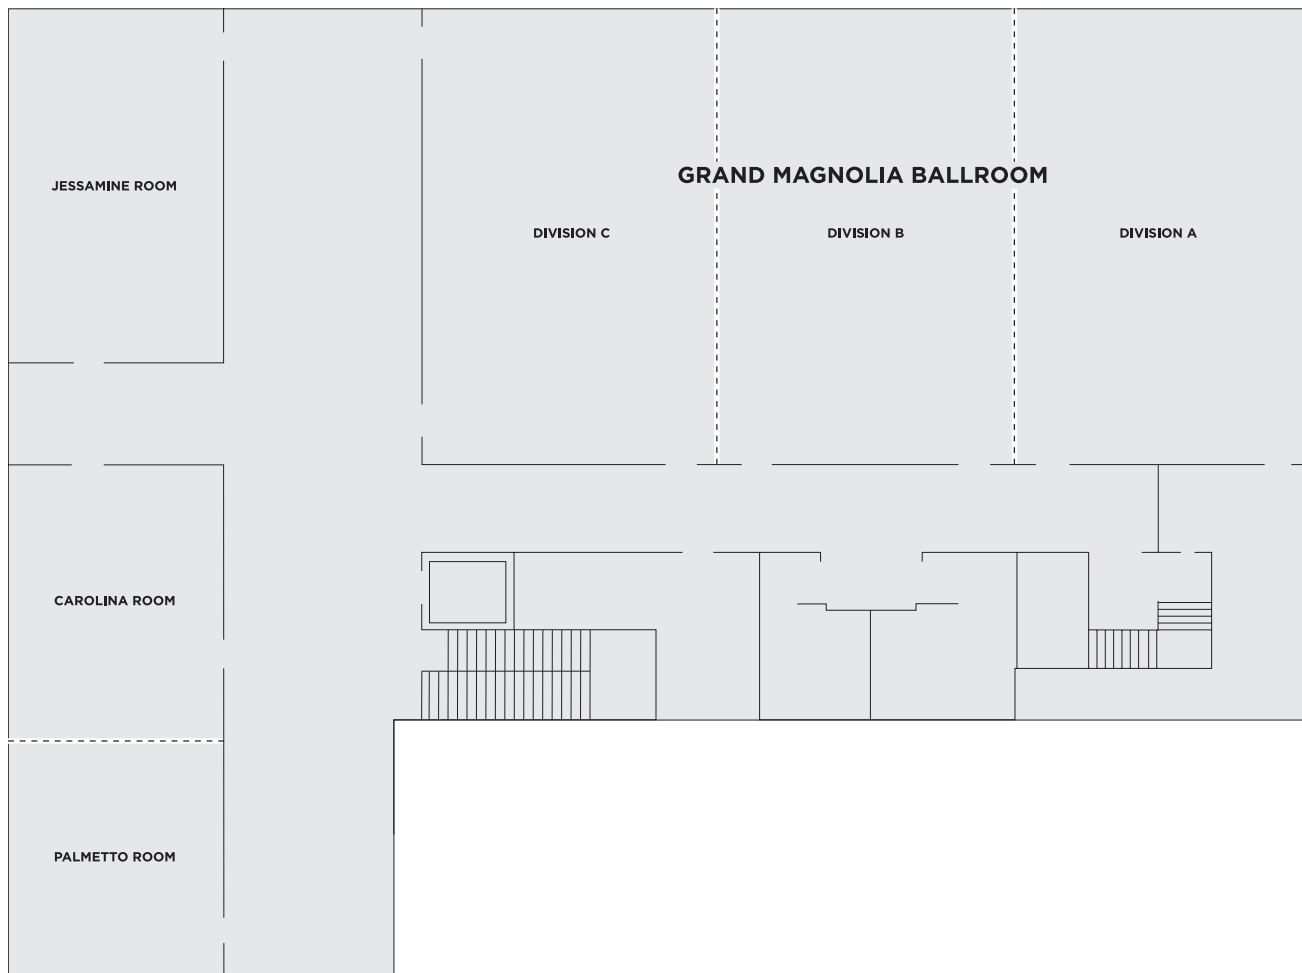 GRAND MAGNOLIA BALLROOM
JESSAMINE ROOM
DIVISION C
DIVISION B
DIVISION A
CAROLINA ROOM
PALMETTO ROOM